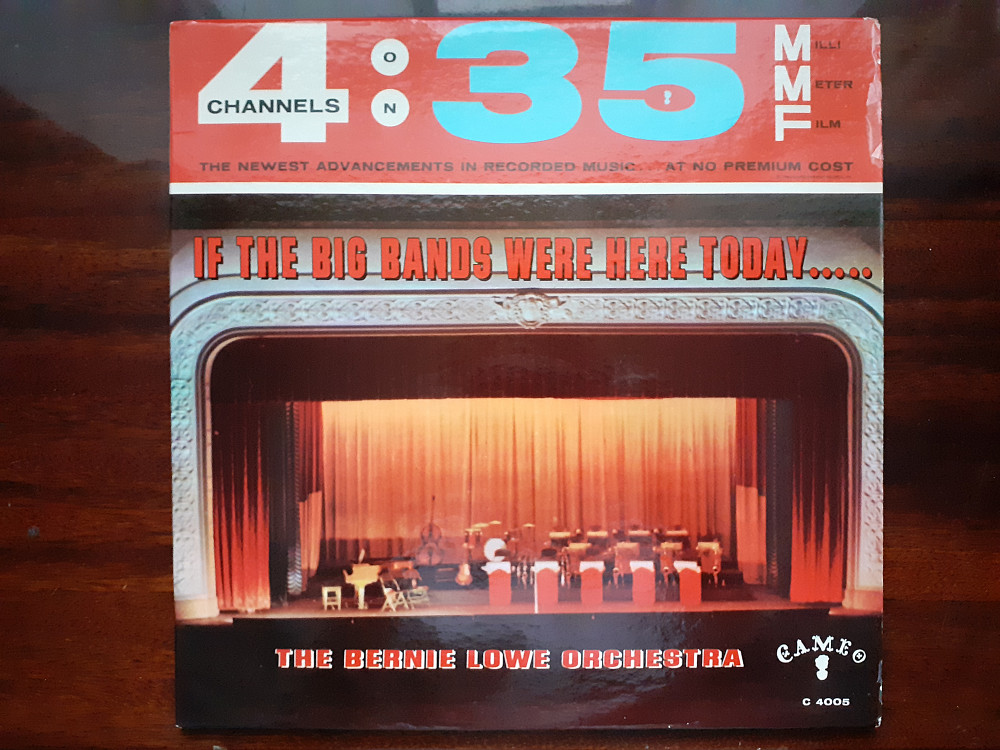 4 CHANNELS ON : 35 MILLI METER FILM
THE NEWEST ADVANCEMENTS IN RECORDED MUSIC... AT NO PREMIUM COST
IF THE BIG BANDS WERE HERE TODAY.....
THE BERNIE LOWE ORCHESTRA
CAMEO
C 4005